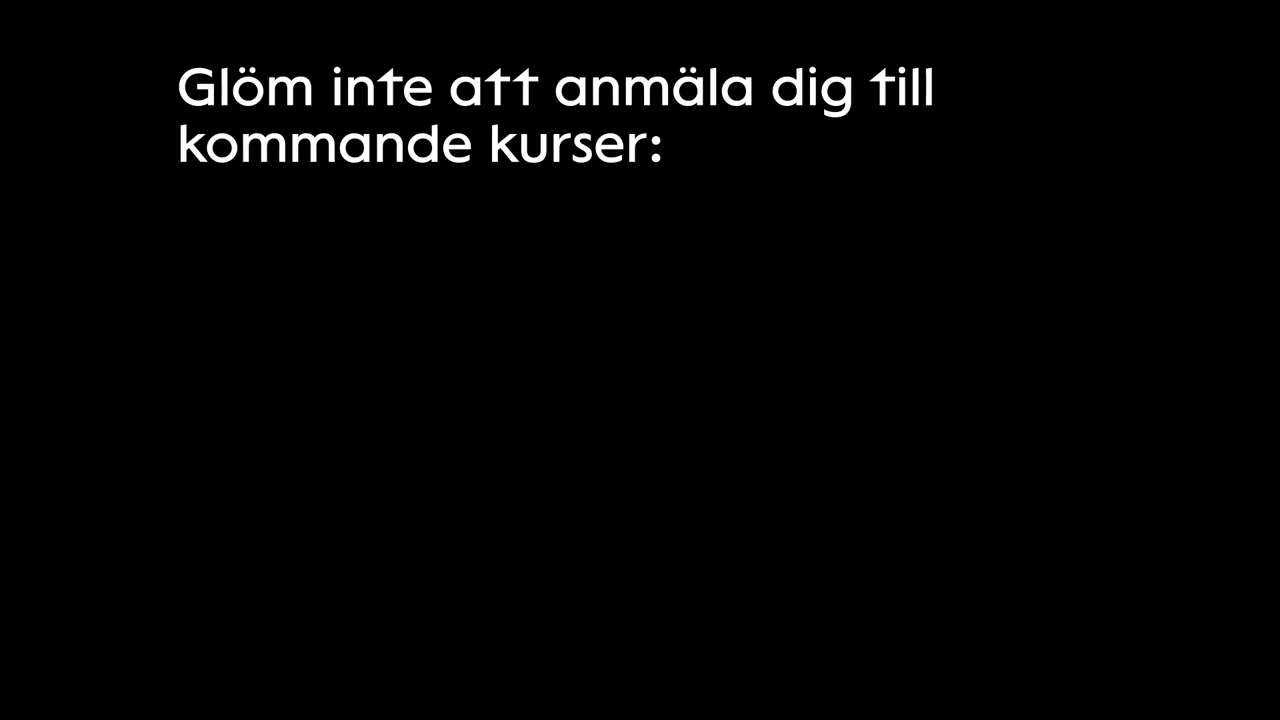 Glöm inte att anmäla dig till
kommande kurser: